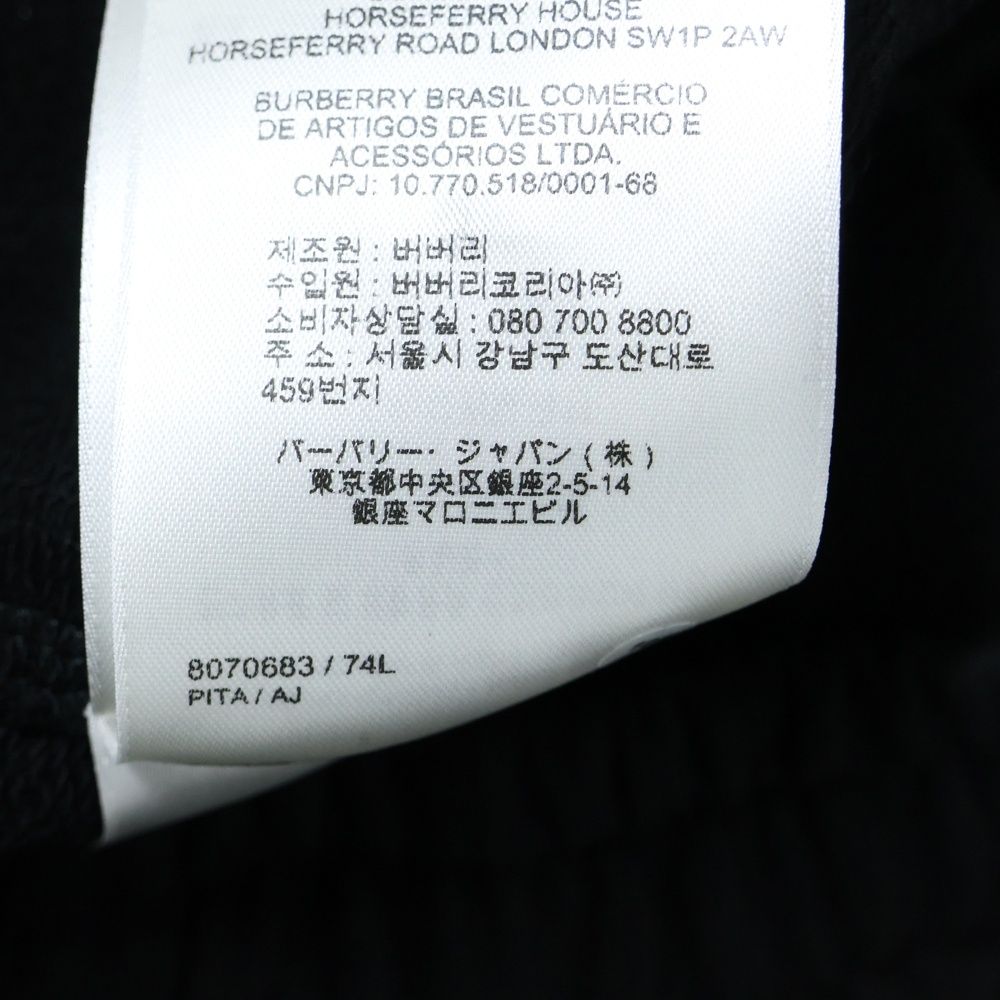 HORSEFERRY HOUSE
HORSEFERRY ROAD LONDON SW1P 2AW
BURBERRY BRASIL COMÉRCIO
DE ARTIGOS DE VESTUÁRIO E
ACESSÓRIOS LTDA.
CNPJ: 10.770.518/0001-68
제조원 : 버버리
수입원 : 버버리코리아㈜
소비자상담실 : 080 700 8800
주 소 : 서울시 강남구 도산대로
459번지
バーバリー・ジャパン ( 株 )
東京都中央区銀座2-5-14
銀座マロニエビル
8070683 / 74L
PITA / AJ